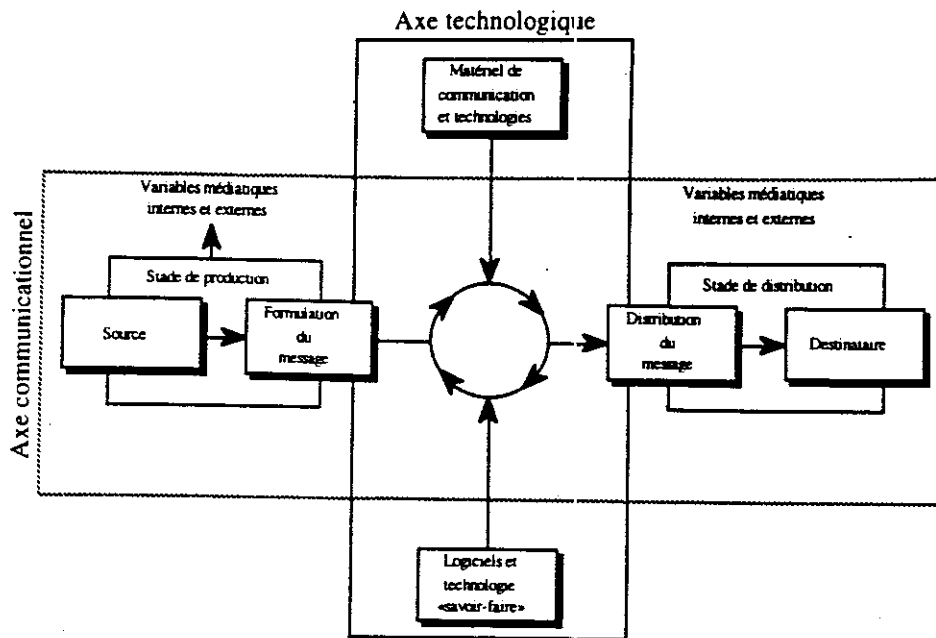 Axe technologique
Matériel de
communication
et technologies
Variables médiatiques
internes et externes
Variables médiatiques
internes et externes
Axe communicationnel
Stade de production
Stade de distribution
Source
Formulation
du
message
Distribution
du
message
Destinataire
Logiciels et
technologie
«savoir-faire»